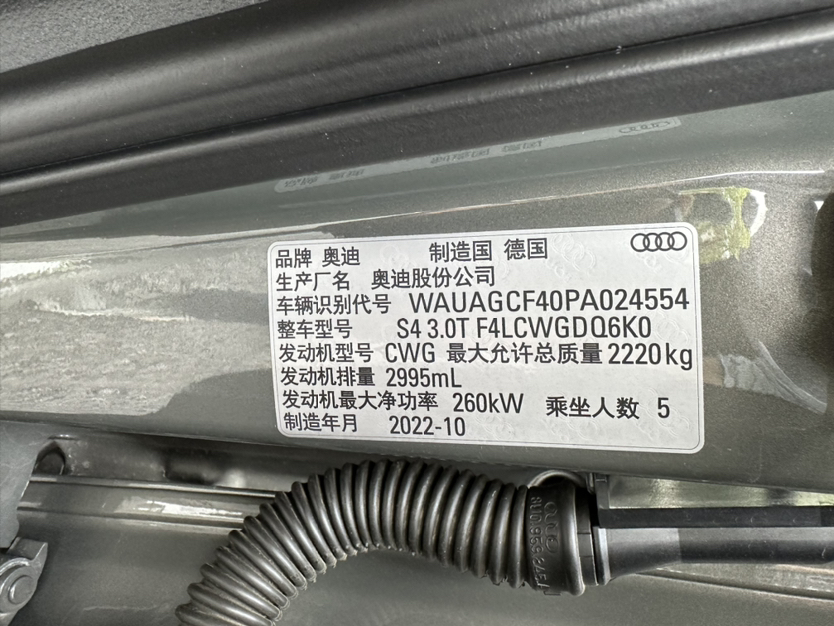 品牌 奥迪 制造国 德国
生产厂名 奥迪股份公司
车辆识别代号 WAUAGCF40PA024554
整车型号 S4 3.0T F4LCWGDQ6K0
发动机型号 CWG 最大允许总质量 2220kg
发动机排量 2995mL
发动机最大净功率 260kW 乘坐人数 5
制造年月 2022-10